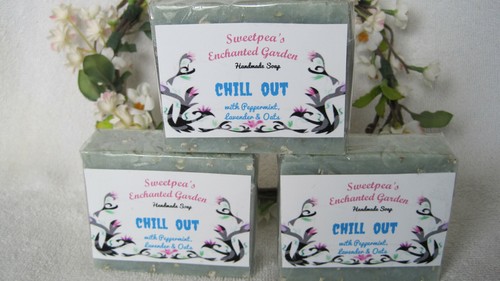 Sweetpea's
Enchanted Garden
Handmade Soap
CHILL OUT
with Peppermint,
Lavender & Oats
Sweetpea's
Enchanted Garden
Handmade Soap
CHILL OUT
with Peppermint,
Lavender & Oats
Sweetpea's
Enchanted Garden
Handmade Soap
CHILL OUT
with Peppermint,
Lavender & Oats